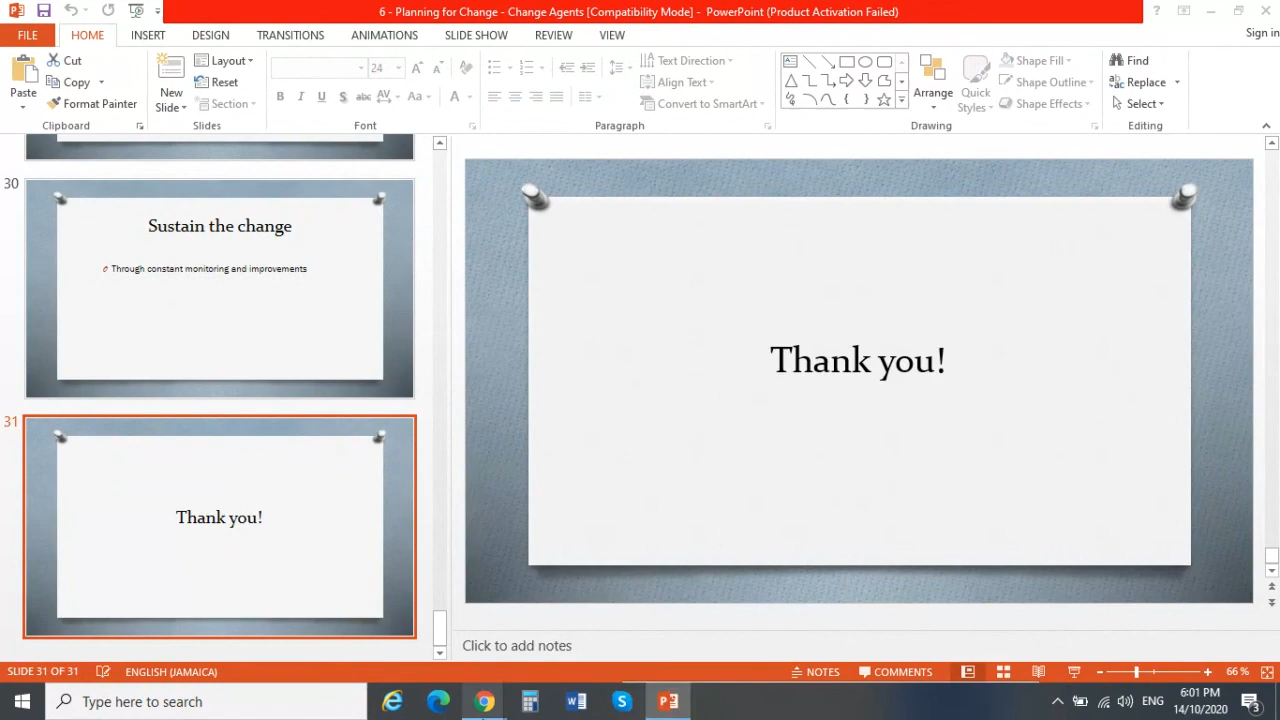 6 - Planning for Change - Change Agents [Compatibility Mode] - PowerPoint (Product Activation Failed)
FILE HOME INSERT DESIGN TRANSITIONS ANIMATIONS SLIDE SHOW REVIEW VIEW Sign in
Paste
Cut
Copy
Format Painter
Clipboard
New
Slide
Layout
Reset
Section
Slides
24
B I U S abc AV Aa A
Font
Text Direction
Align Text
Convert to SmartArt
Paragraph
Arrange
Quick
Styles
Shape Fill
Shape Outline
Shape Effects
Drawing
Find
Replace
Select
Editing
30
Sustain the change
Through constant monitoring and improvements
31
Thank you!
Thank you!
Click to add notes
SLIDE 31 OF 31 ENGLISH (JAMAICA) NOTES COMMENTS 66 %
Type here to search
ENG
6:01 PM
14/10/2020
3